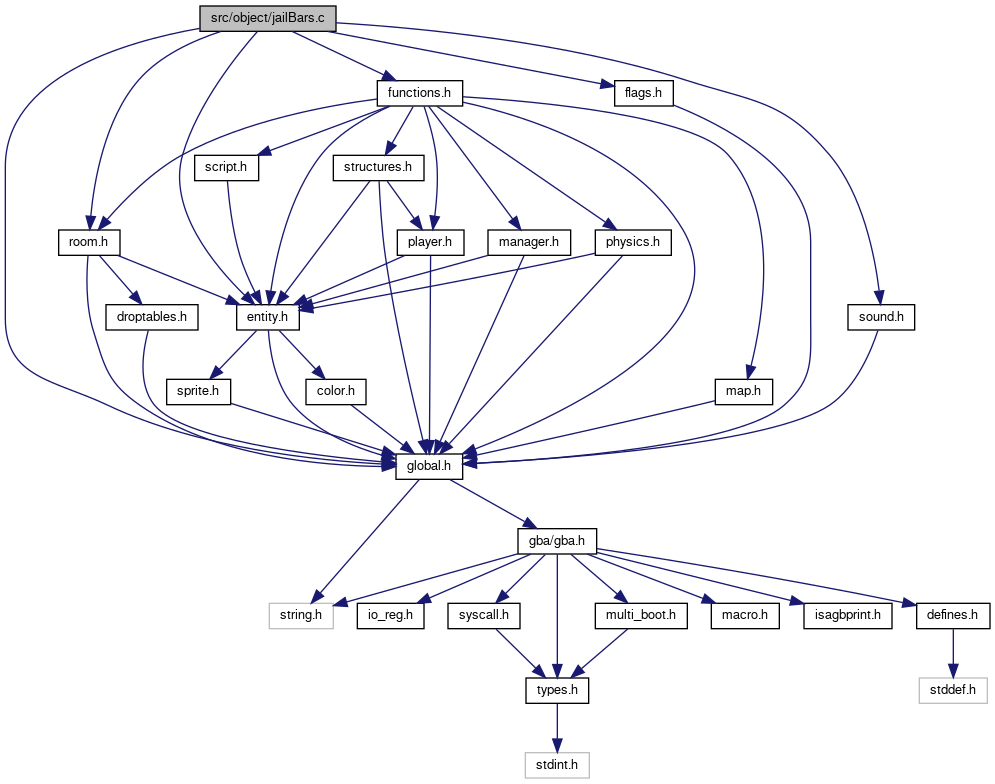 src/object/jailBars.c
functions.h
flags.h
script.h
structures.h
room.h
player.h
manager.h
physics.h
droptables.h
entity.h
sound.h
sprite.h
color.h
map.h
global.h
gba/gba.h
string.h
io_reg.h
syscall.h
multi_boot.h
macro.h
isagbprint.h
defines.h
types.h
stddef.h
stdint.h